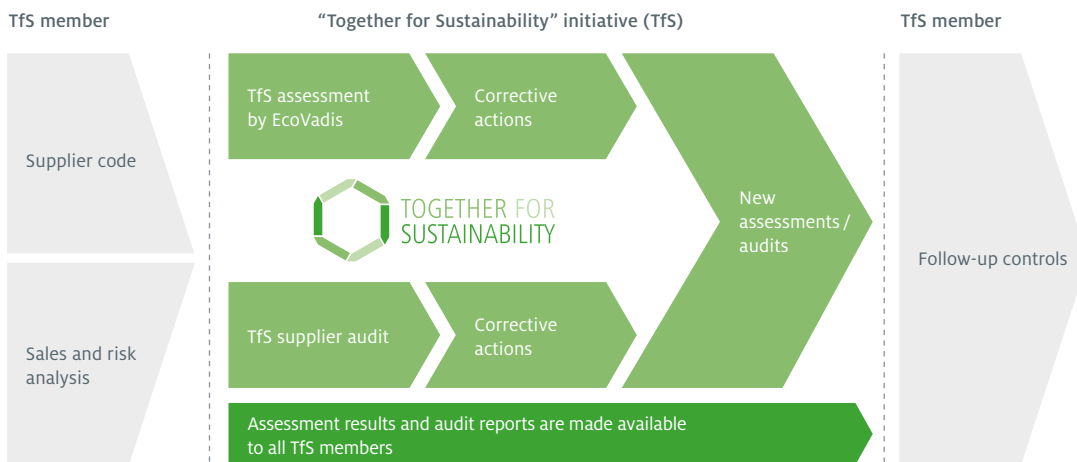 TfS member
“Together for Sustainability” initiative (TfS)
TfS member
Supplier code
Sales and risk
analysis
TfS assessment
by EcoVadis
Corrective
actions
TOGETHER FOR
SUSTAINABILITY
TfS supplier audit
Corrective
actions
New
assessments /
audits
Assessment results and audit reports are made available
to all TfS members
Follow-up controls